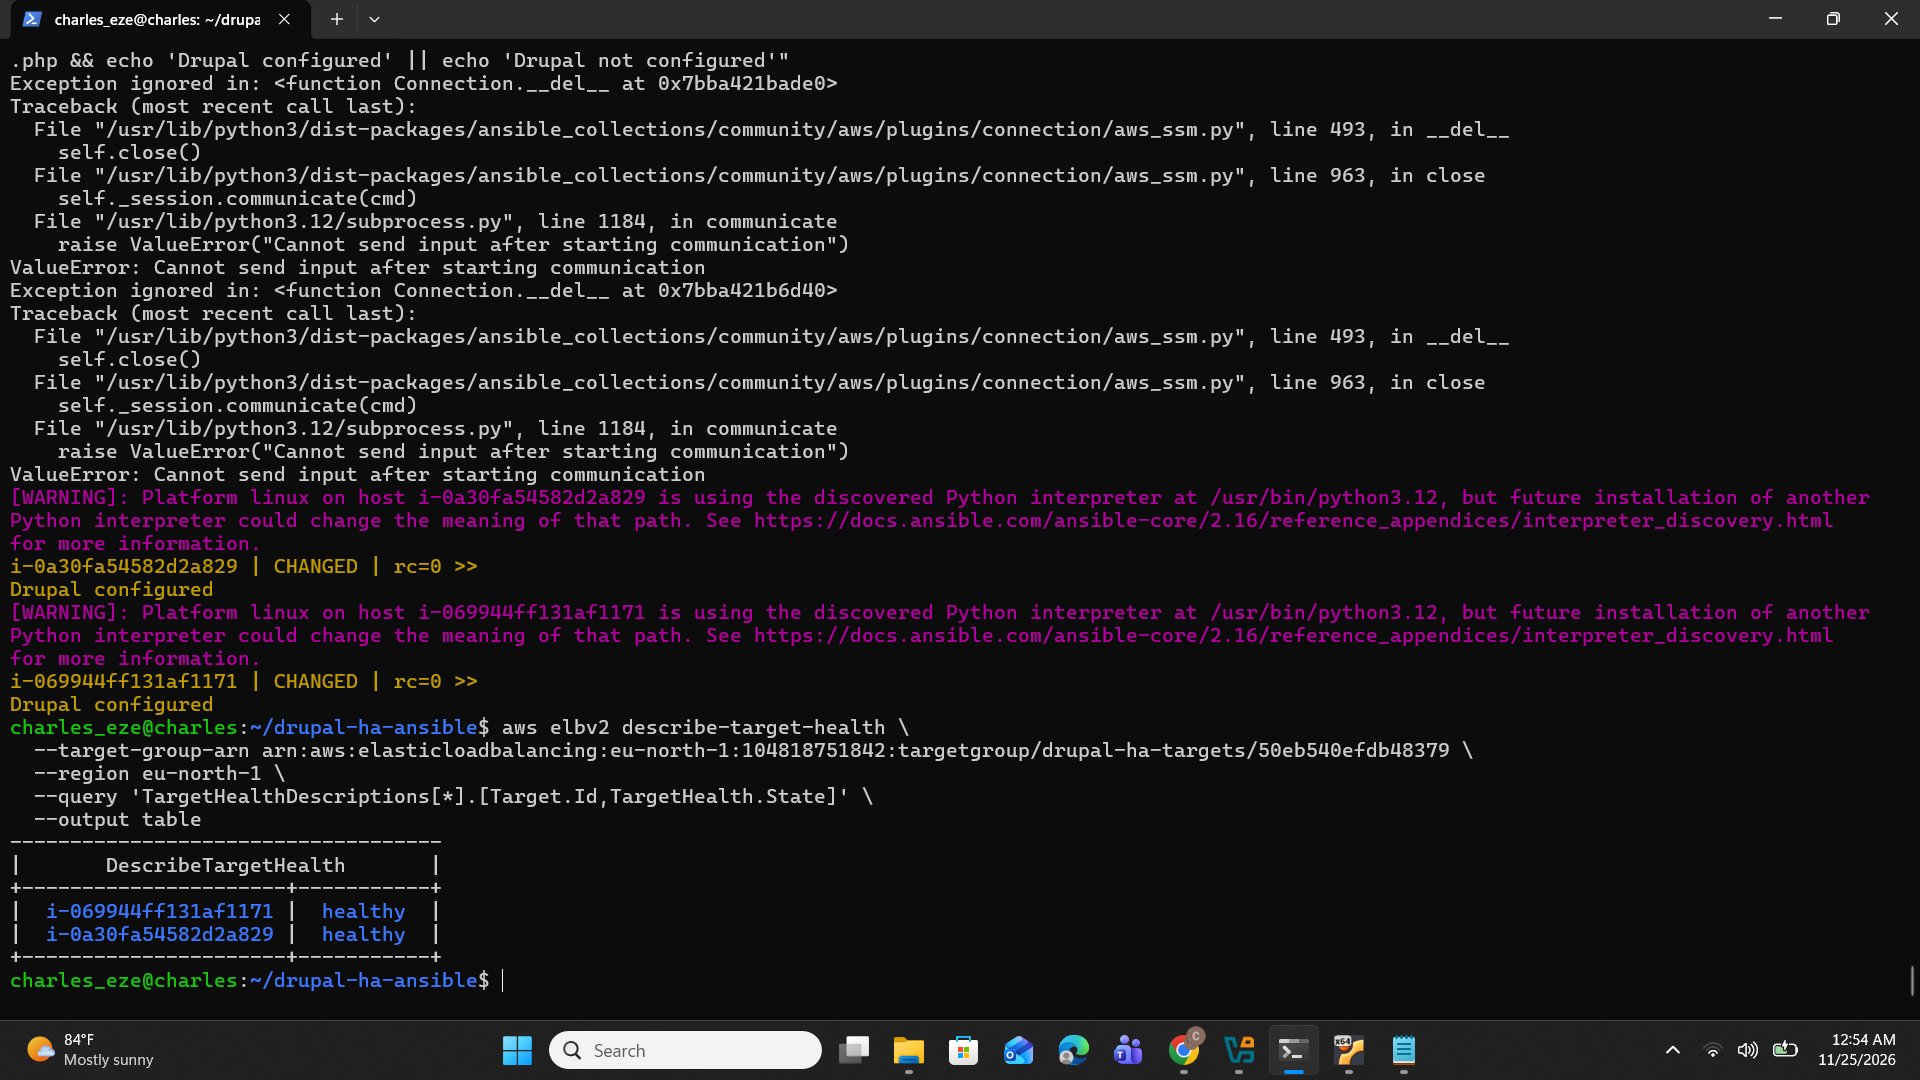 charles_eze@charles: ~/drupa
.php && echo 'Drupal configured' || echo 'Drupal not configured'"
Exception ignored in: <function Connection.__del__ at 0x7bba421bade0>
Traceback (most recent call last):
  File "/usr/lib/python3/dist-packages/ansible_collections/community/aws/plugins/connection/aws_ssm.py", line 493, in __del__
    self.close()
  File "/usr/lib/python3/dist-packages/ansible_collections/community/aws/plugins/connection/aws_ssm.py", line 963, in close
    self._session.communicate(cmd)
  File "/usr/lib/python3.12/subprocess.py", line 1184, in communicate
    raise ValueError("Cannot send input after starting communication")
ValueError: Cannot send input after starting communication
Exception ignored in: <function Connection.__del__ at 0x7bba421b6d40>
Traceback (most recent call last):
  File "/usr/lib/python3/dist-packages/ansible_collections/community/aws/plugins/connection/aws_ssm.py", line 493, in __del__
    self.close()
  File "/usr/lib/python3/dist-packages/ansible_collections/community/aws/plugins/connection/aws_ssm.py", line 963, in close
    self._session.communicate(cmd)
  File "/usr/lib/python3.12/subprocess.py", line 1184, in communicate
    raise ValueError("Cannot send input after starting communication")
ValueError: Cannot send input after starting communication
[WARNING]: Platform linux on host i-0a30fa54582d2a829 is using the discovered Python interpreter at /usr/bin/python3.12, but future installation of another
Python interpreter could change the meaning of that path. See https://docs.ansible.com/ansible-core/2.16/reference_appendices/interpreter_discovery.html
for more information.
i-0a30fa54582d2a829 | CHANGED | rc=0 >>
Drupal configured
[WARNING]: Platform linux on host i-069944ff131af1171 is using the discovered Python interpreter at /usr/bin/python3.12, but future installation of another
Python interpreter could change the meaning of that path. See https://docs.ansible.com/ansible-core/2.16/reference_appendices/interpreter_discovery.html
for more information.
i-069944ff131af1171 | CHANGED | rc=0 >>
Drupal configured
charles_eze@charles:~/drupal-ha-ansible$ aws elbv2 describe-target-health \
  --target-group-arn arn:aws:elasticloadbalancing:eu-north-1:104818751842:targetgroup/drupal-ha-targets/50eb540efdb48379 \
  --region eu-north-1 \
  --query 'TargetHealthDescriptions[*].[Target.Id,TargetHealth.State]' \
  --output table
------------------------------------
|       DescribeTargetHealth       |
+----------------------+-----------+
|  i-069944ff131af1171 |  healthy  |
|  i-0a30fa54582d2a829 |  healthy  |
+----------------------+-----------+
charles_eze@charles:~/drupal-ha-ansible$
84°F
Mostly sunny
Search
x64
C
12:54 AM
11/25/2026